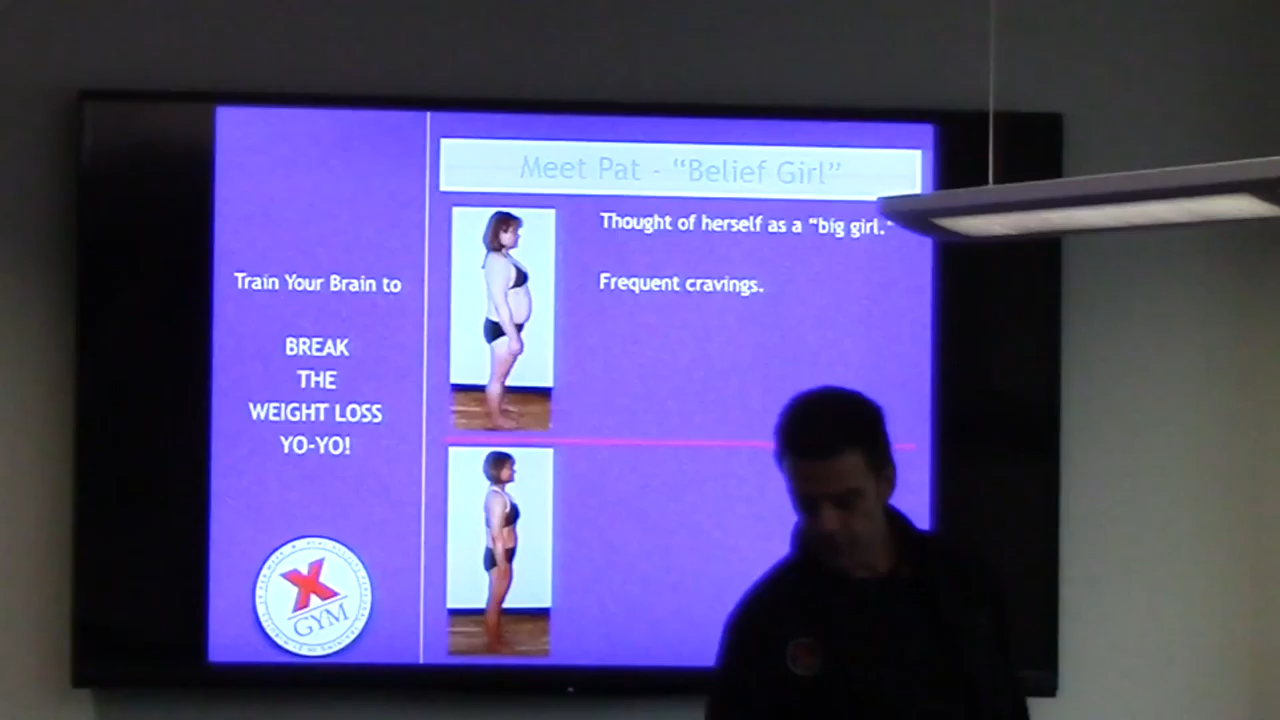 Meet Pat - “Belief Girl”
Thought of herself as a “big girl.”
Frequent cravings.
Train Your Brain to
BREAK
THE
WEIGHT LOSS
YO-YO!
X
GYM